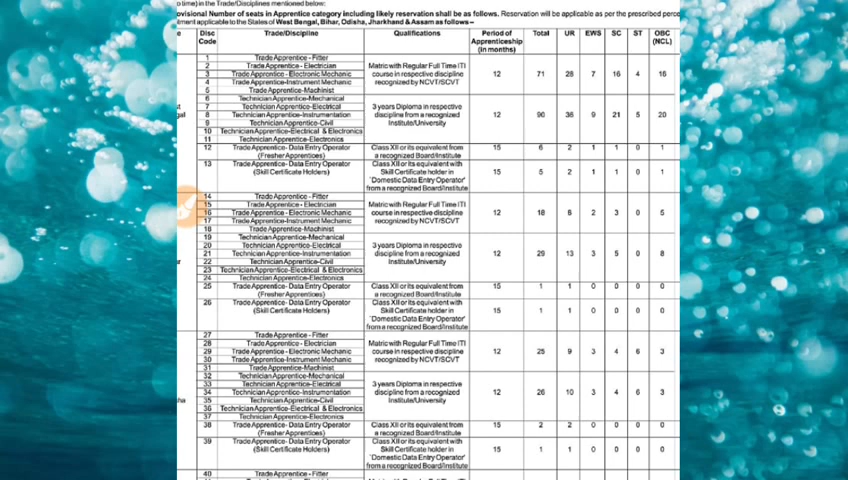 to time) in the Trade/Disciplines mentioned below:
ovisional Number of seats in Apprentice category including likely reservation shall be as follows. Reservation will be applicable as per the prescribed perce
ilment applicable to the States of West Bengal, Bihar, Odisha, Jharkhand & Assam as follows –
e Disc Code Trade/Discipline Qualifications Period of Apprenticeship (in months) Total UR EWS SC ST OBC (NCL)
1 Trade Apprentice - Fitter
2 Trade Apprentice - Electrician
3 Trade Apprentice - Electronic Mechanic
4 Trade Apprentice-Instrument Mechanic
5 Trade Apprentice-Machinist
Matric with Regular Full Time ITI
course in respective discipline
recognized by NCVT/SCVT
12 71 28 7 16 4 16
st
gal
6 Technician Apprentice-Mechanical
7 Technician Apprentice-Electrical
8 Technician Apprentice-Instrumentation
9 Technician Apprentice-Civil
10 Technician Apprentice-Electrical & Electronics
11 Technician Apprentice-Electronics
3 years Diploma in respective
discipline from a recognized
Institute/University
12 90 36 9 21 5 20
12 Trade Apprentice- Data Entry Operator
(Fresher Apprentices)
Class XII or its equivalent from
a recognized Board/Institute
15 6 2 1 1 0 1
13 Trade Apprentice- Data Entry Operator
(Skill Certificate Holders)
Class XII or its equivalent with
Skill Certificate holder in
'Domestic Data Entry Operator'
from a recognized Board/Institute
15 5 2 1 1 0 1
14 Trade Apprentice - Fitter
15 Trade Apprentice - Electrician
16 Trade Apprentice - Electronic Mechanic
17 Trade Apprentice-Instrument Mechanic
18 Trade Apprentice-Machinist
Matric with Regular Full Time ITI
course in respective discipline
recognized by NCVT/SCVT
12 18 8 2 3 0 5
ar
19 Technician Apprentice-Mechanical
20 Technician Apprentice-Electrical
21 Technician Apprentice-Instrumentation
22 Technician Apprentice-Civil
23 Technician Apprentice-Electrical & Electronics
24 Technician Apprentice-Electronics
3 years Diploma in respective
discipline from a recognized
Institute/University
12 29 13 3 5 0 8
25 Trade Apprentice- Data Entry Operator
(Fresher Apprentices)
Class XII or its equivalent from
a recognized Board/Institute
15 1 1 0 0 0 0
26 Trade Apprentice- Data Entry Operator
(Skill Certificate Holders)
Class XII or its equivalent with
Skill Certificate holder in
'Domestic Data Entry Operator'
from a recognized Board/Institute
15 1 1 0 0 0 0
27 Trade Apprentice - Fitter
28 Trade Apprentice - Electrician
29 Trade Apprentice - Electronic Mechanic
30 Trade Apprentice-Instrument Mechanic
31 Trade Apprentice-Machinist
Matric with Regular Full Time ITI
course in respective discipline
recognized by NCVT/SCVT
12 25 9 3 4 6 3
sha
32 Technician Apprentice-Mechanical
33 Technician Apprentice-Electrical
34 Technician Apprentice-Instrumentation
35 Technician Apprentice-Civil
36 Technician Apprentice-Electrical & Electronics
37 Technician Apprentice-Electronics
3 years Diploma in respective
discipline from a recognized
Institute/University
12 26 10 3 4 6 3
38 Trade Apprentice- Data Entry Operator
(Fresher Apprentices)
Class XII or its equivalent from
a recognized Board/Institute
15 2 2 0 0 0 0
39 Trade Apprentice- Data Entry Operator
(Skill Certificate Holders)
Class XII or its equivalent with
Skill Certificate holder in
'Domestic Data Entry Operator'
from a recognized Board/Institute
15 1 1 0 0 0 0
40 Trade Apprentice - Fitter